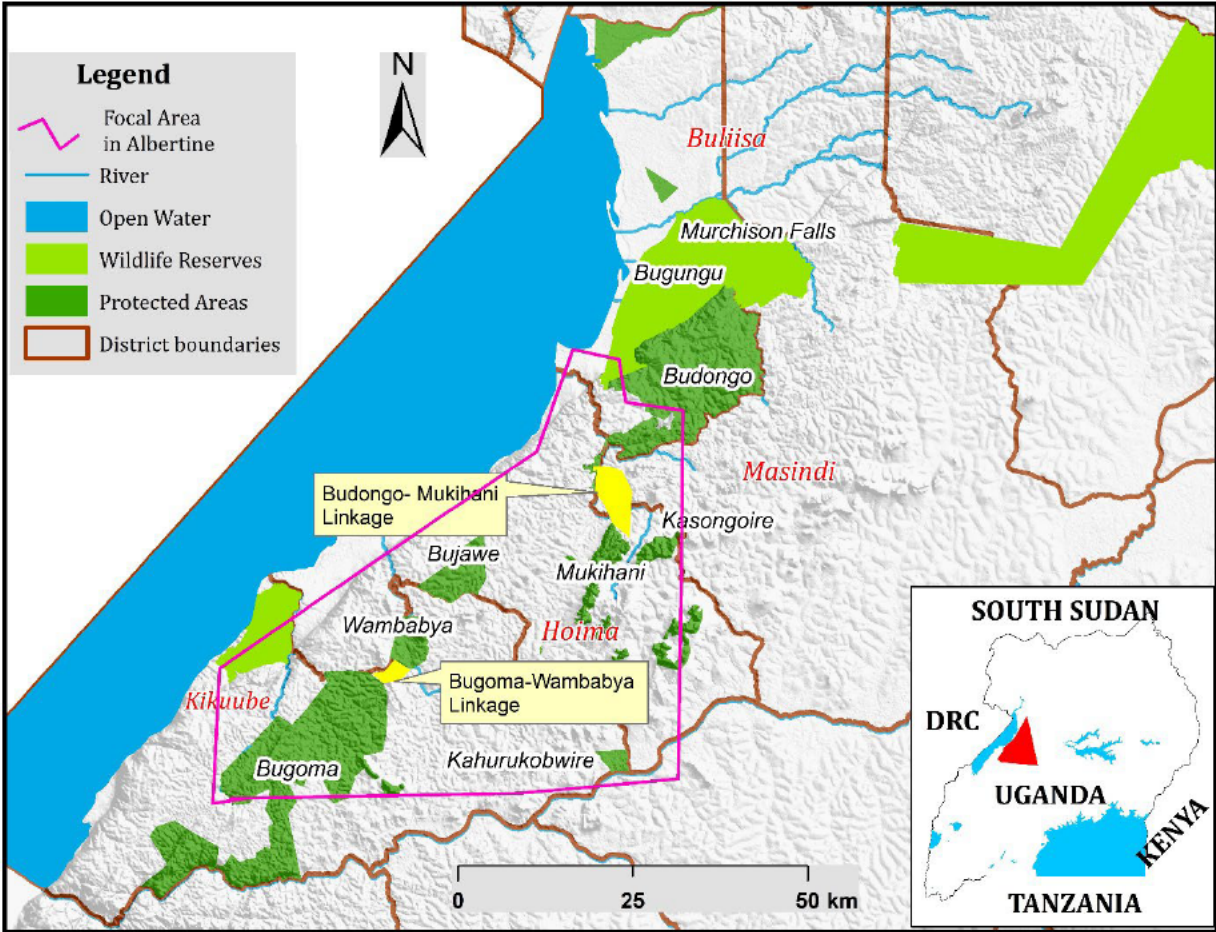 Legend
Focal Area
in Albertine
River
Open Water
Wildlife Reserves
Protected Areas
District boundaries
N
Buliisa
Murchison Falls
Bugungu
Budongo
Masindi
Budongo- Mukihani
Linkage
Kasongoire
Bujawe
Mukihani
Wambabya
Hoima
Bugoma-Wambabya
Linkage
Kikuube
Bugoma
Kahurukobwire
0 25 50 km
SOUTH SUDAN
DRC
UGANDA
KENYA
TANZANIA